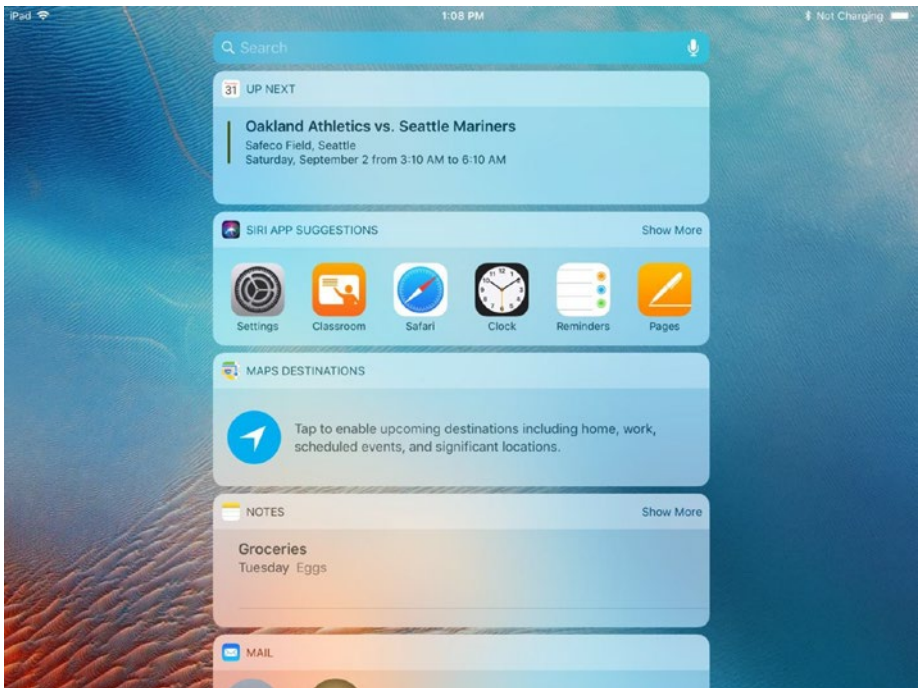 iPad 1:08 PM Not Charging
Search
31 UP NEXT
Oakland Athletics vs. Seattle Mariners
Safeco Field, Seattle
Saturday, September 2 from 3:10 AM to 6:10 AM
SIRI APP SUGGESTIONS Show More
Settings Classroom Safari Clock Reminders Pages
MAPS DESTINATIONS
Tap to enable upcoming destinations including home, work,
scheduled events, and significant locations.
NOTES Show More
Groceries
Tuesday Eggs
MAIL